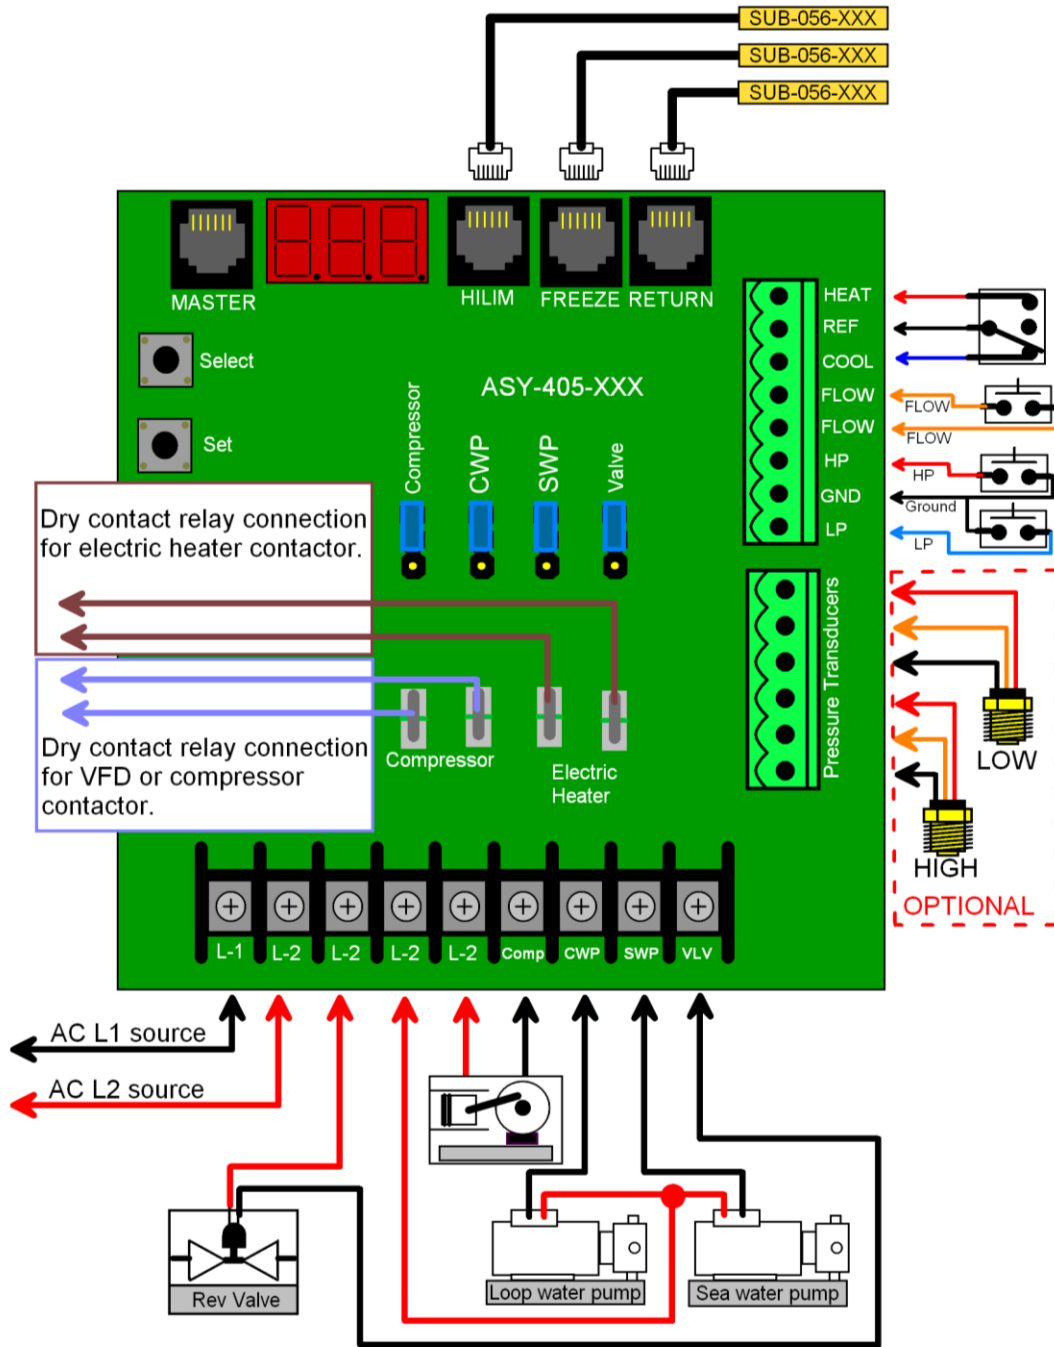 SUB-056-XXX
SUB-056-XXX
SUB-056-XXX
MASTER
HILIM
FREEZE
RETURN
Select
Set
ASY-405-XXX
Compressor
CWP
SWP
Valve
HEAT
REF
COOL
FLOW
FLOW
HP
GND
LP
FLOW
FLOW
HP
Ground
LP
Pressure Transducers
LOW
HIGH
OPTIONAL
Dry contact relay connection
for electric heater contactor.
Dry contact relay connection
for VFD or compressor
contactor.
Compressor
Electric
Heater
L-1
L-2
L-2
L-2
L-2
Comp
CWP
SWP
VLV
AC L1 source
AC L2 source
Rev Valve
Loop water pump
Sea water pump